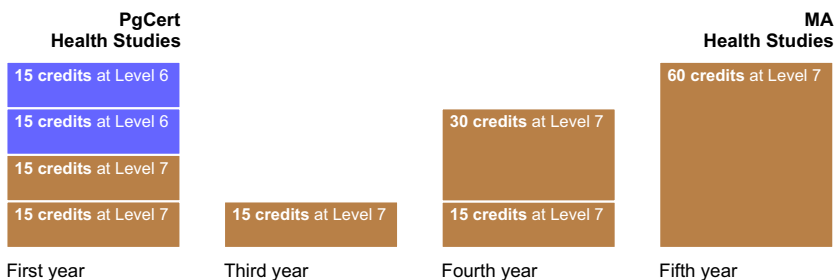 PgCert
Health Studies
MA
Health Studies
15 credits at Level 6
15 credits at Level 6
15 credits at Level 7
15 credits at Level 7
15 credits at Level 7
30 credits at Level 7
15 credits at Level 7
60 credits at Level 7
First year
Third year
Fourth year
Fifth year